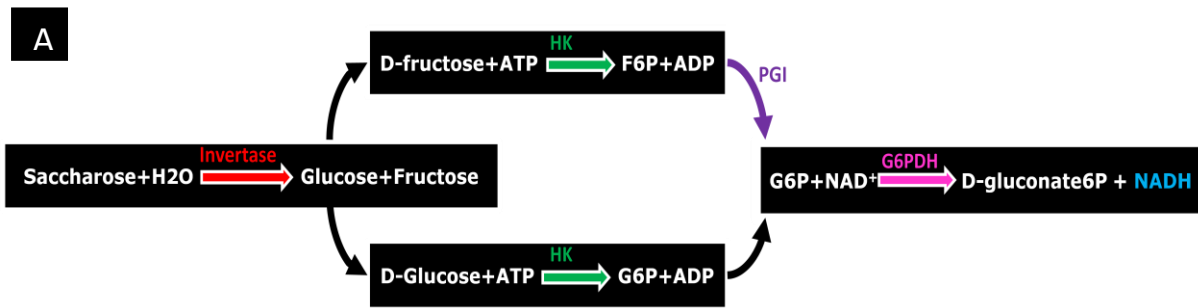 A
HK
D-fructose+ATP F6P+ADP
PGI
Invertase
Saccharose+H2O Glucose+Fructose
G6PDH
G6P+NAD⁺ D-gluconate6P + NADH
HK
D-Glucose+ATP G6P+ADP